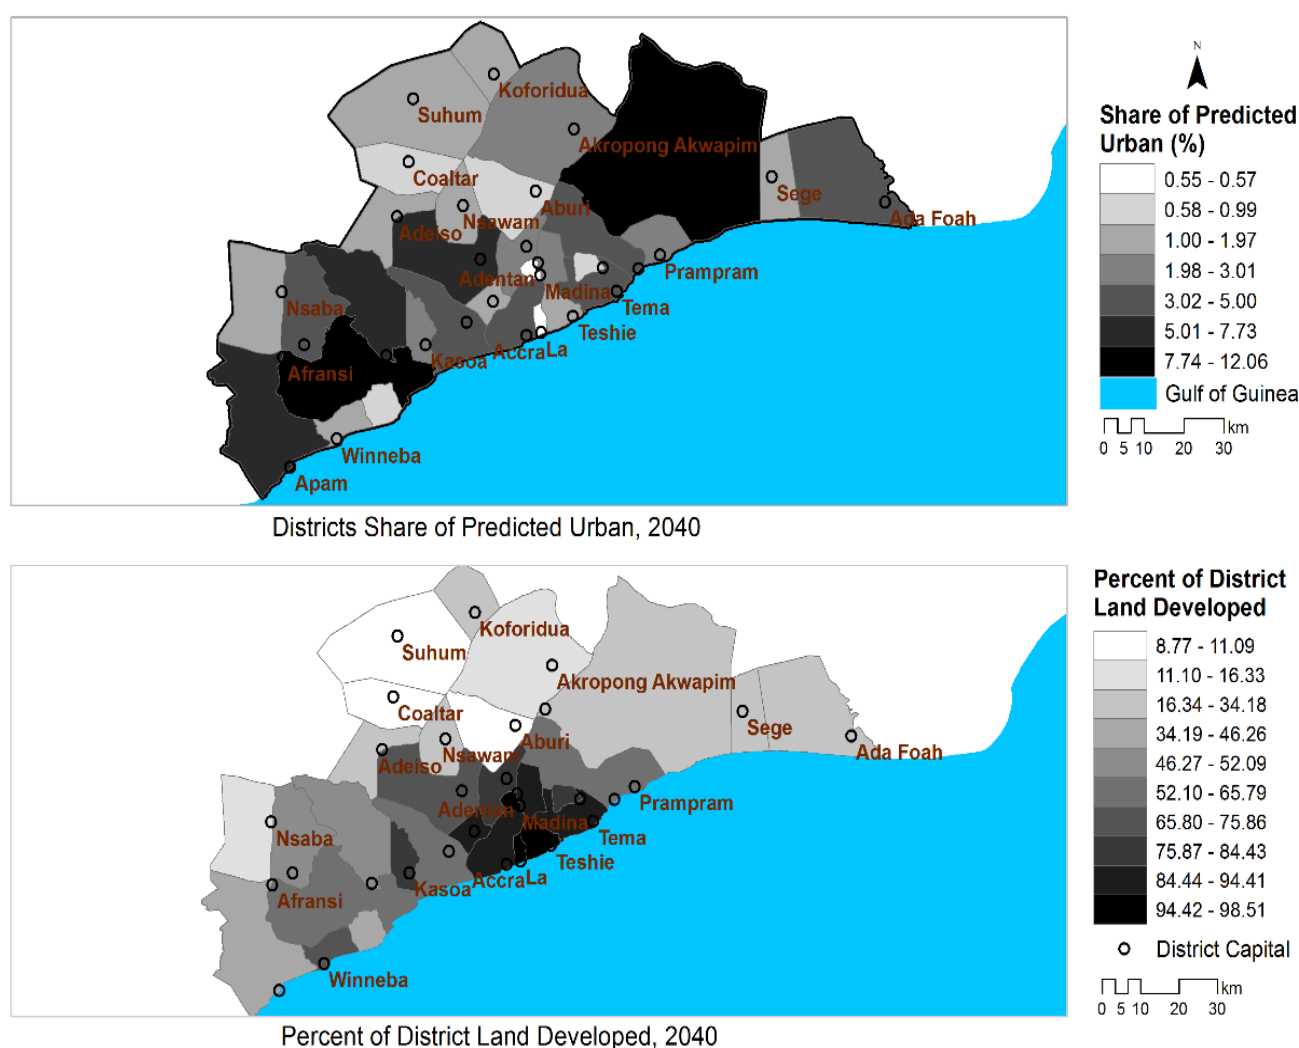 N
Share of Predicted
Urban (%)
0.55 - 0.57
0.58 - 0.99
1.00 - 1.97
1.98 - 3.01
3.02 - 5.00
5.01 - 7.73
7.74 - 12.06
Gulf of Guinea
km
0 5 10 20 30
Koforidua
Suhum
Akropong Akwapim
Coaltar
Sege
Aburi
Nsawam
Ada Foah
Adeiso
Adentan
Prampram
Madina
Nsaba
Tema
Teshie
Accra
La
Kasoa
Afransi
Winneba
Apam
Districts Share of Predicted Urban, 2040
Percent of District
Land Developed
8.77 - 11.09
11.10 - 16.33
16.34 - 34.18
34.19 - 46.26
46.27 - 52.09
52.10 - 65.79
65.80 - 75.86
75.87 - 84.43
84.44 - 94.41
94.42 - 98.51
District Capital
km
0 5 10 20 30
Koforidua
Suhum
Akropong Akwapim
Coaltar
Sege
Aburi
Nsawam
Ada Foah
Adeiso
Prampram
Adentan
Madina
Nsaba
Tema
Teshie
Accra
La
Kasoa
Afransi
Winneba
Percent of District Land Developed, 2040